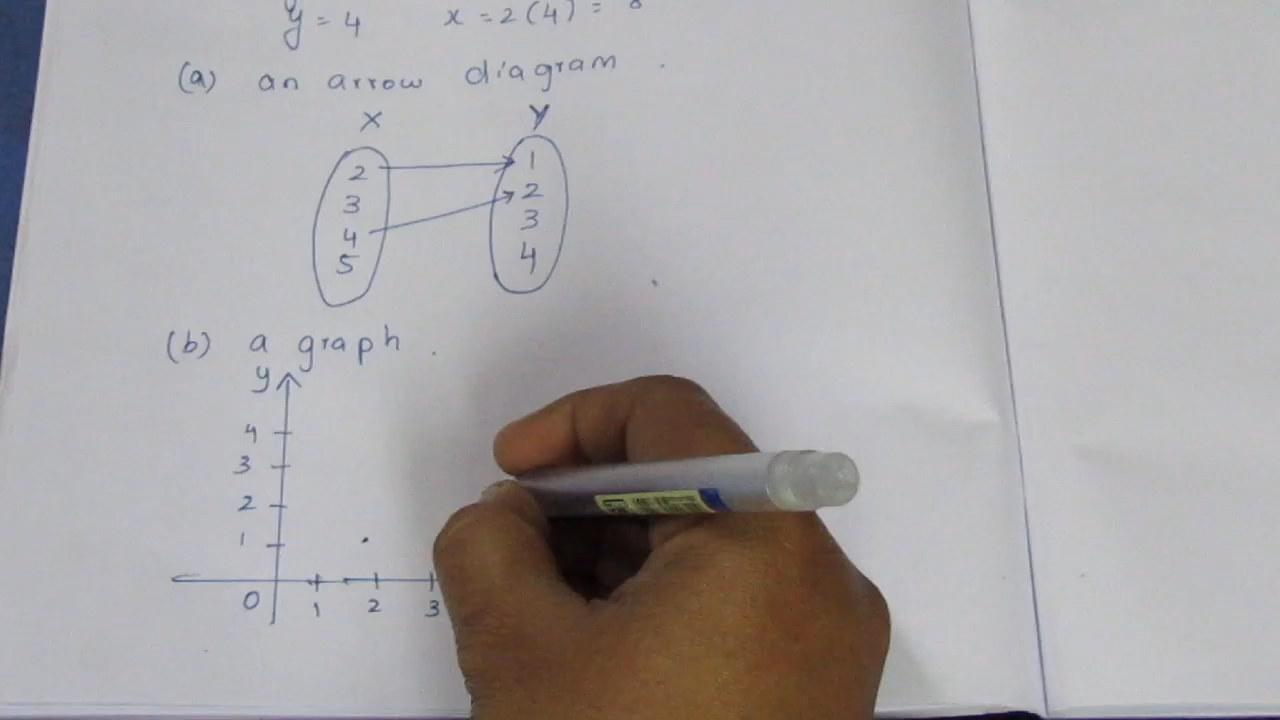 y = 4 x = 2(4) = 8
(a) an arrow diagram .
X Y
2 1
3 2
4 3
5 4
(b) a graph .
y
4
3
2
1
0 1 2 3